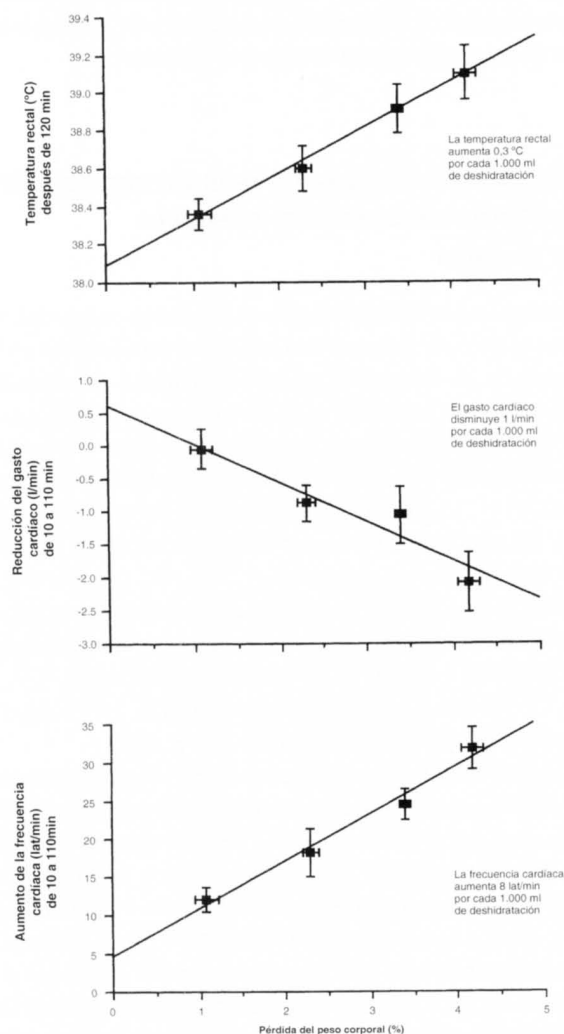 Temperatura rectal (°C)
después de 120 min
39.4
39.2
39.0
38.8
38.6
38.4
38.2
38.0
La temperatura rectal
aumenta 0,3 °C
por cada 1.000 ml
de deshidratación
Reducción del gasto
cardíaco (l/min)
de 10 a 110 min
1.0
0.5
0.0
-0.5
-1.0
-1.5
-2.0
-2.5
-3.0
El gasto cardiaco
disminuye 1 l/min
por cada 1.000 ml
de deshidratación
Aumento de la frecuencia
cardiaca (lat/min)
de 10 a 110min
35
30
25
20
15
10
5
0
La frecuencia cardiaca
aumenta 8 lat/min
por cada 1.000 ml
de deshidratación
0 1 2 3 4 5
Pérdida del peso corporal (%)